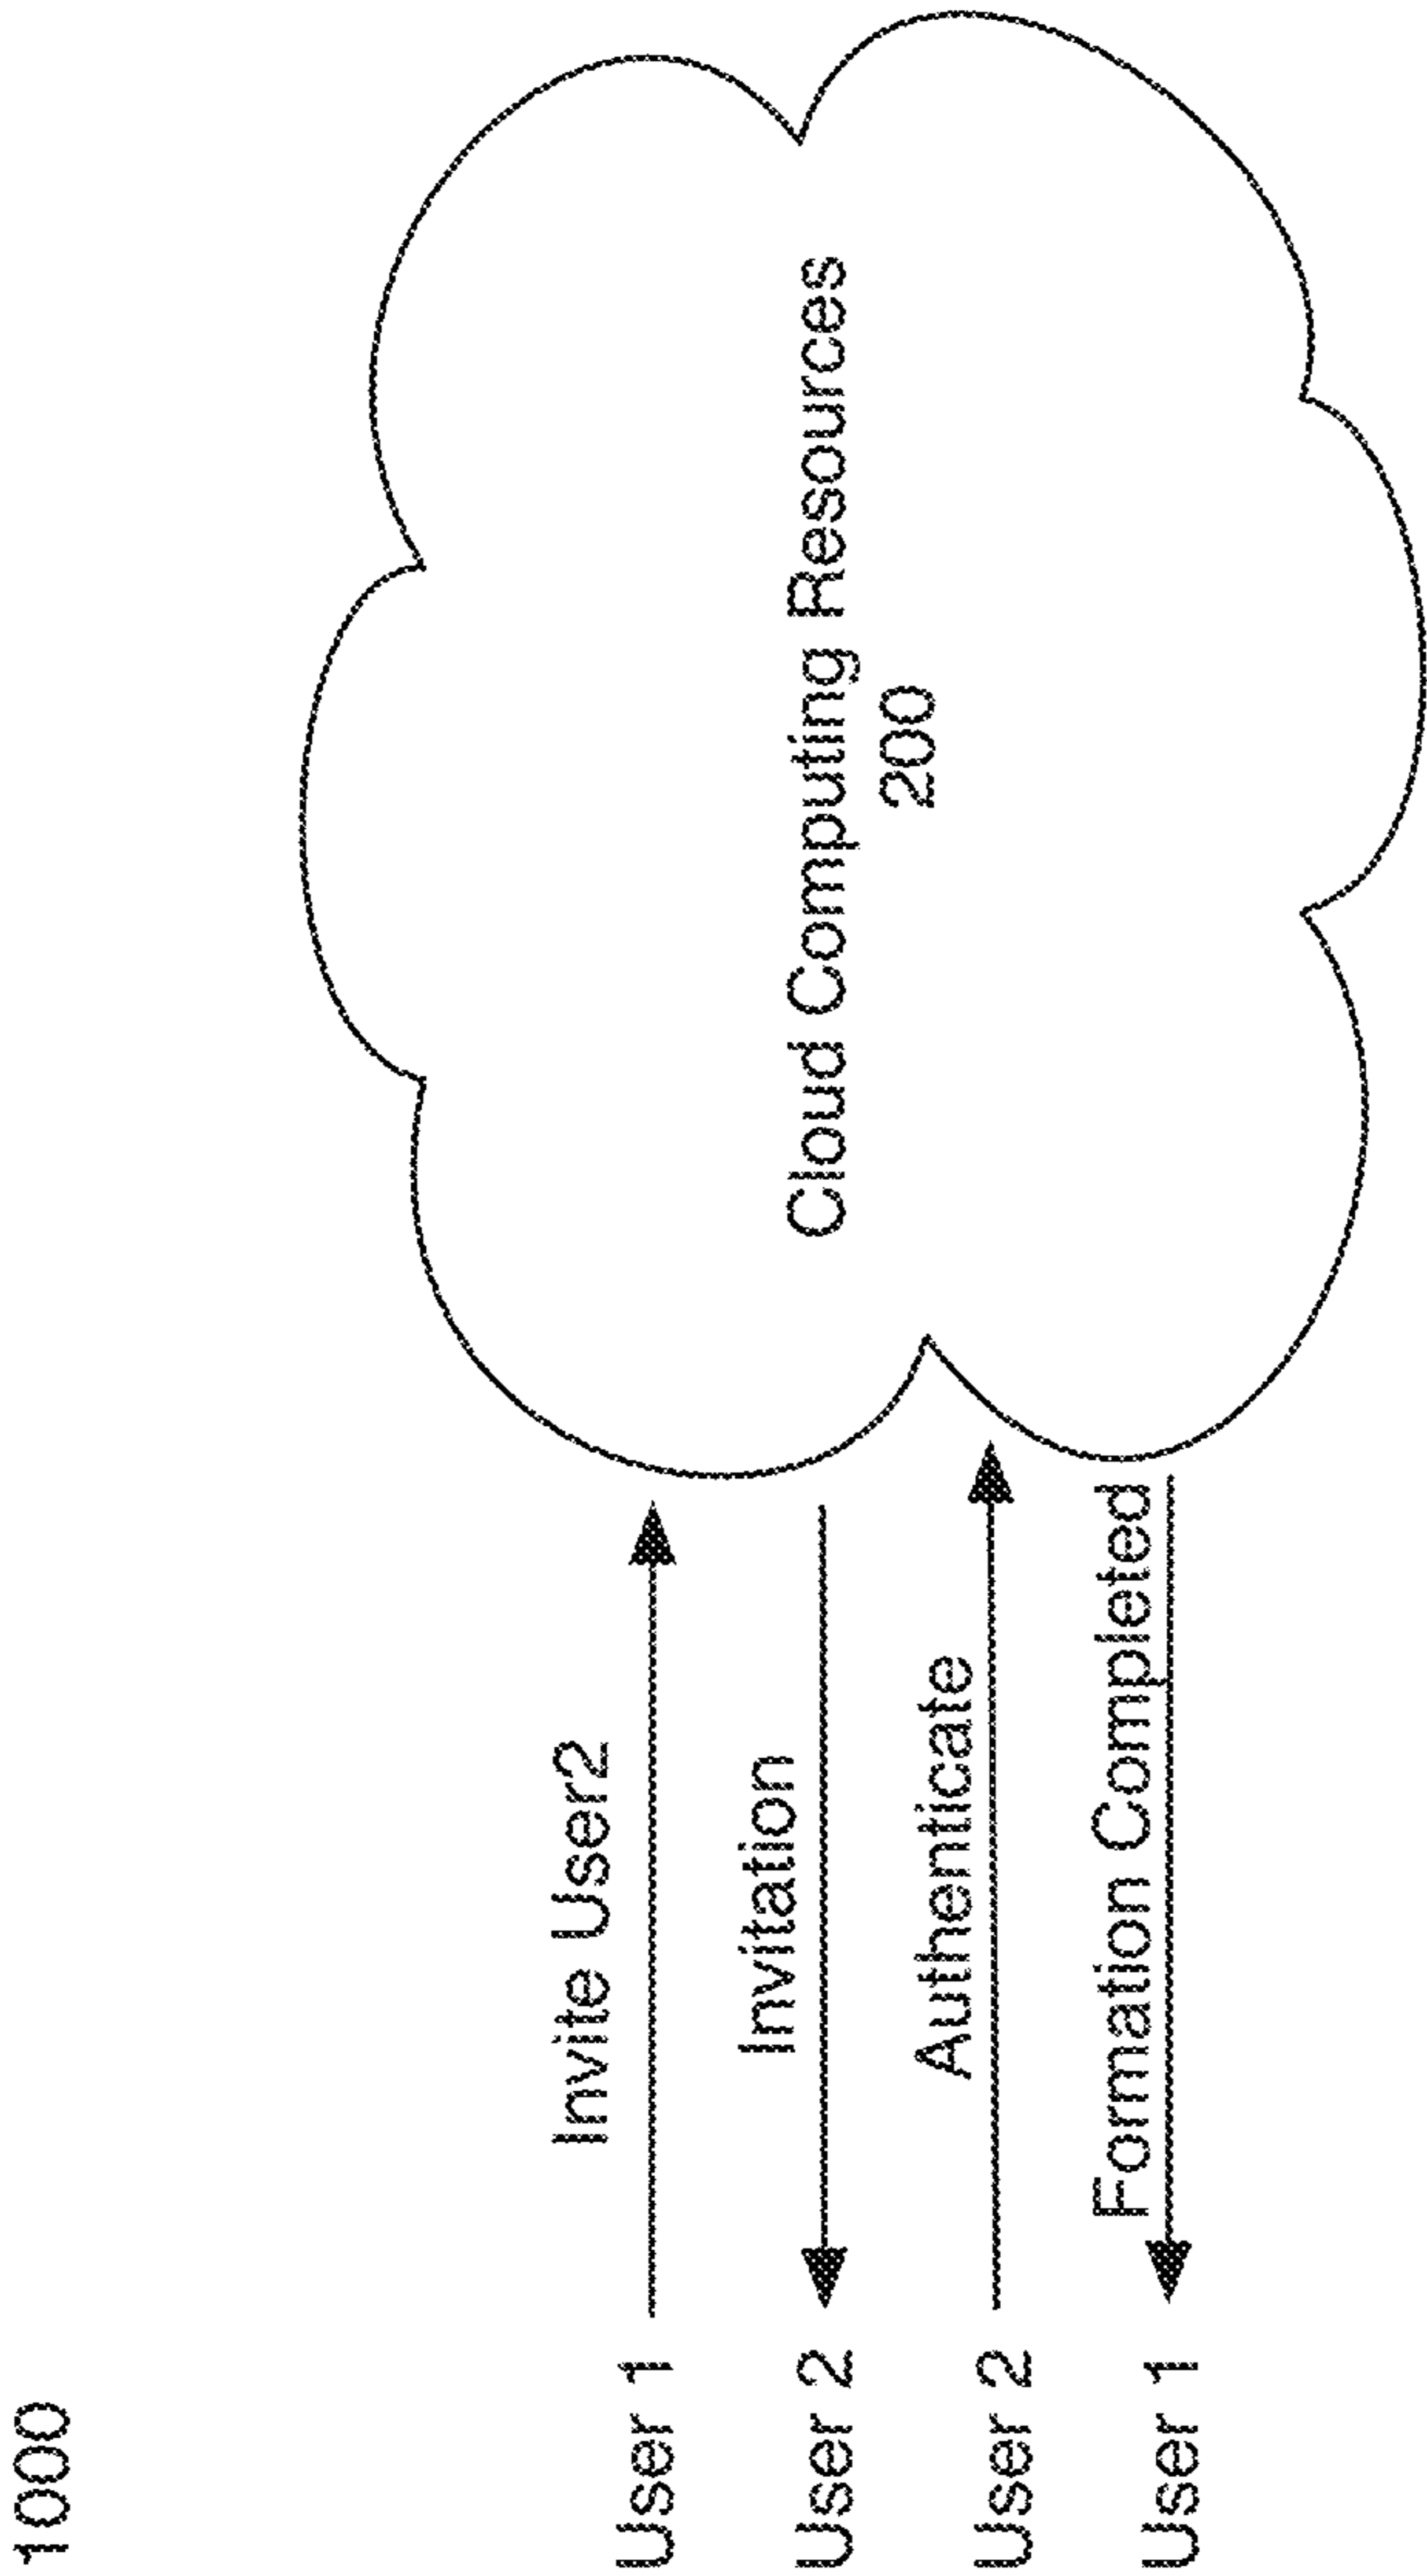 1000
Invite User2
User 1
Invitation
User 2
Cloud Computing Resources
200
Authenticate
User 2
Formation Completed
User 1